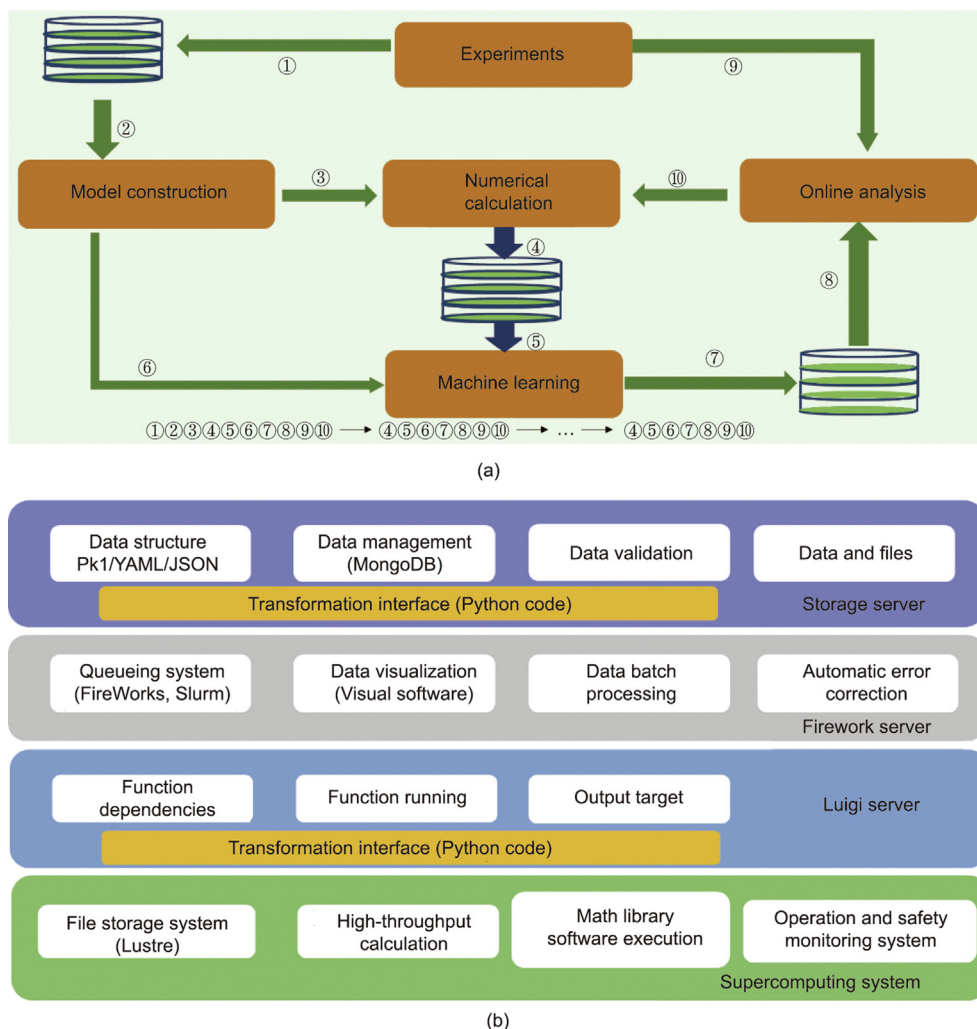 Experiments
①
⑨
②
Model construction
③
Numerical
calculation
⑩
Online analysis
④
⑧
⑤
⑥
Machine learning
⑦
①②③④⑤⑥⑦⑧⑨⑩ → ④⑤⑥⑦⑧⑨⑩ → … → ④⑤⑥⑦⑧⑨⑩
(a)
Data structure
Pk1/YAML/JSON
Data management
(MongoDB)
Data validation
Data and files
Transformation interface (Python code)
Storage server
Queueing system
(FireWorks, Slurm)
Data visualization
(Visual software)
Data batch
processing
Automatic error
correction
Firework server
Function
dependencies
Function running
Output target
Luigi server
Transformation interface (Python code)
File storage system
(Lustre)
High-throughput
calculation
Math library
software execution
Operation and safety
monitoring system
Supercomputing system
(b)